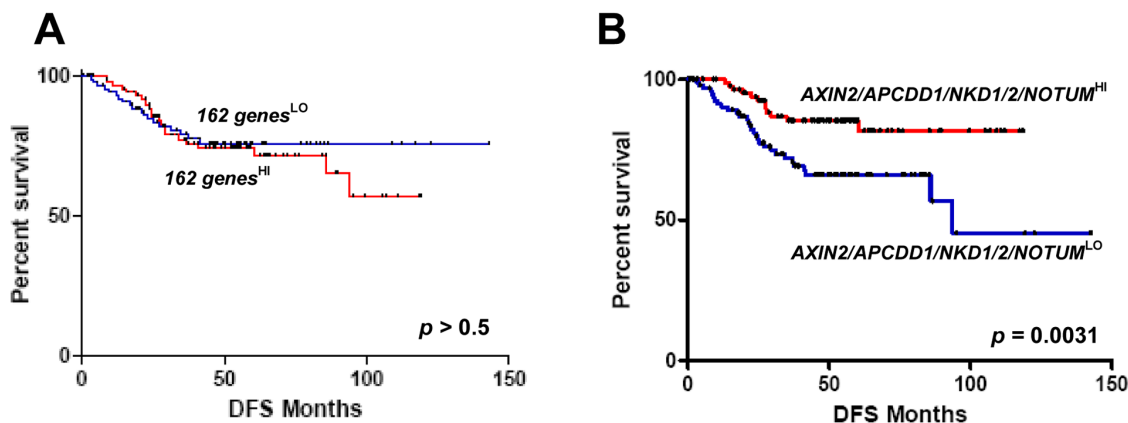 A
Percent survival
100
50
0
162 genesLO
162 genesHI
p > 0.5
0 50 100 150
DFS Months
B
Percent survival
100
50
0
AXIN2/APCDD1/NKD1/2/NOTUMHI
AXIN2/APCDD1/NKD1/2/NOTUMLO
p = 0.0031
0 50 100 150
DFS Months